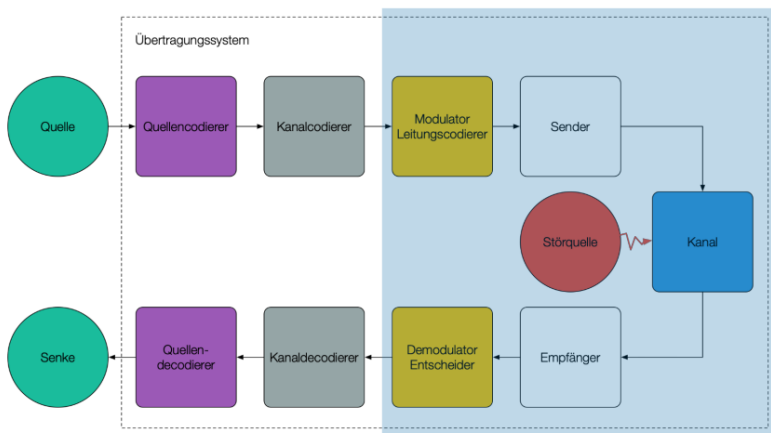 Übertragungssystem
Quelle
Quellencodierer
Kanalcodierer
Modulator
Leitungscodierer
Sender
Störquelle
Kanal
Senke
Quellen-
decodierer
Kanaldecodierer
Demodulator
Entscheider
Empfänger